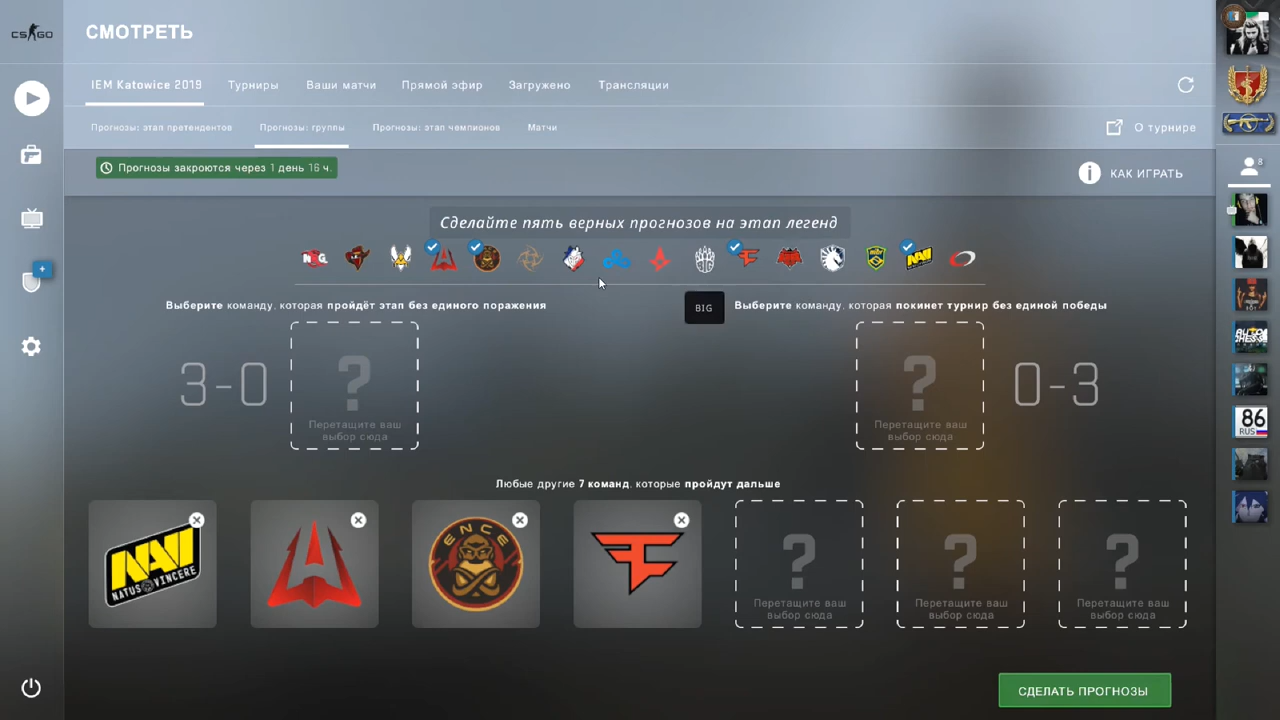 CS GO
СМОТРЕТЬ
IEM Katowice 2019
Турниры
Ваши матчи
Прямой эфир
Загружено
Трансляции
Прогнозы: этап претендентов
Прогнозы: группы
Прогнозы: этап чемпионов
Матчи
О турнире
Прогнозы закроются через 1 день 16 ч.
КАК ИГРАТЬ
8
Сделайте пять верных прогнозов на этап легенд
NRG
NAVI
Выберите команду, которая пройдёт этап без единого поражения
BIG
Выберите команду, которая покинет турнир без единой победы
3-0
?
Перетащите ваш
выбор сюда
?
Перетащите ваш
выбор сюда
0-3
86
RUS
Любые другие 7 команд, которые пройдут дальше
NAVI
NATUS VINCERE
ENCE
?
Перетащите ваш
выбор сюда
?
Перетащите ваш
выбор сюда
?
Перетащите ваш
выбор сюда
СДЕЛАТЬ ПРОГНОЗЫ